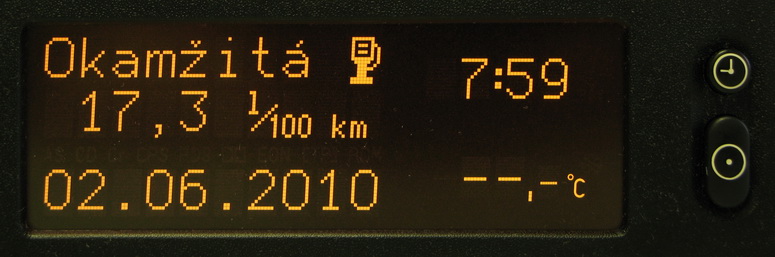 Okamžitá
17,3 l/100 km
02.06.2010
7:59
--,-°C